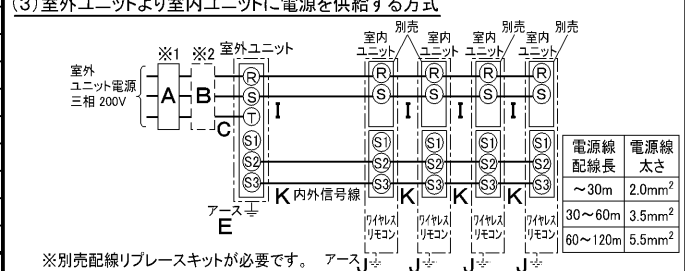 (3)室外ユニットより室内ユニットに電源を供給する方式
※1 ※2 室外ユニット
室内ユニット 別売 室内ユニット 室内ユニット 別売 室内ユニット 別売
室外
ユニット電源
三相 200V
A B C
R S T S1 S2 S3
I I I I
R S S1 S2 S3
R S S1 S2 S3
R S S1 S2 S3
R S S1 S2 S3
K 内外信号線 K K K
アース
E
ワイヤレスリモコン ワイヤレスリモコン ワイヤレスリモコン ワイヤレスリモコン
※別売配線リプレースキットが必要です。 アース J J J J
電源線配線長 電源線太さ
～30m 2.0mm²
30～60m 3.5mm²
60～120m 5.5mm²